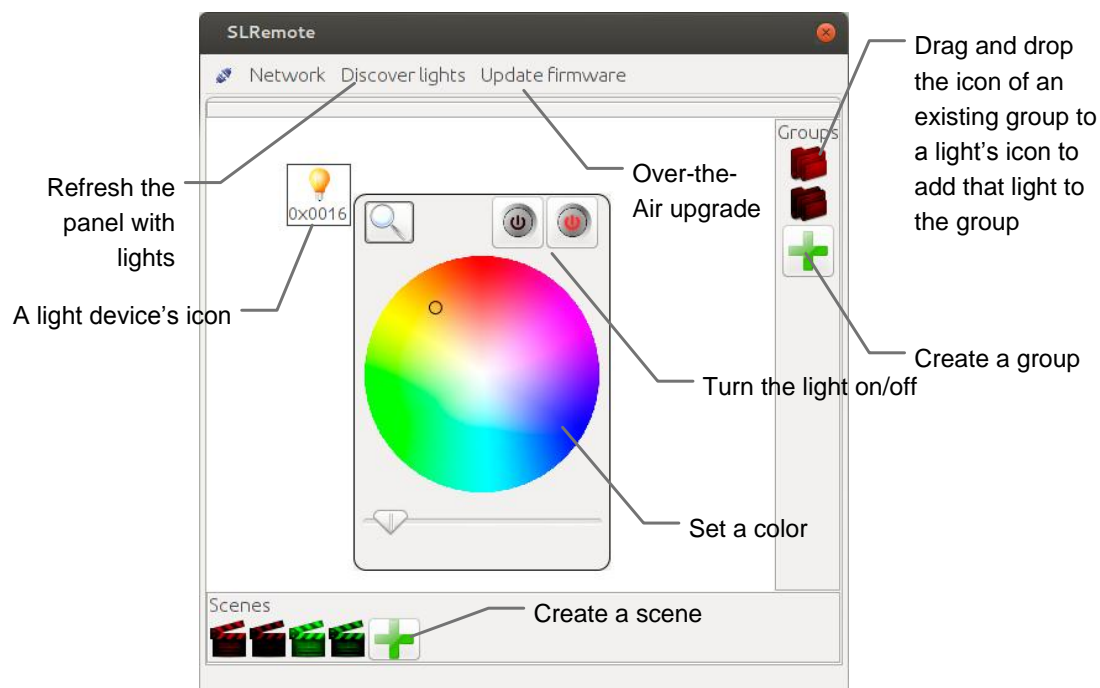 SLRemote
Network Discover lights Update firmware
Drag and drop
the icon of an
existing group to
a light's icon to
add that light to
the group
Groups
Refresh the
panel with
lights
0x0016
Over-the-
Air upgrade
A light device's icon
Create a group
Turn the light on/off
Set a color
Scenes
Create a scene